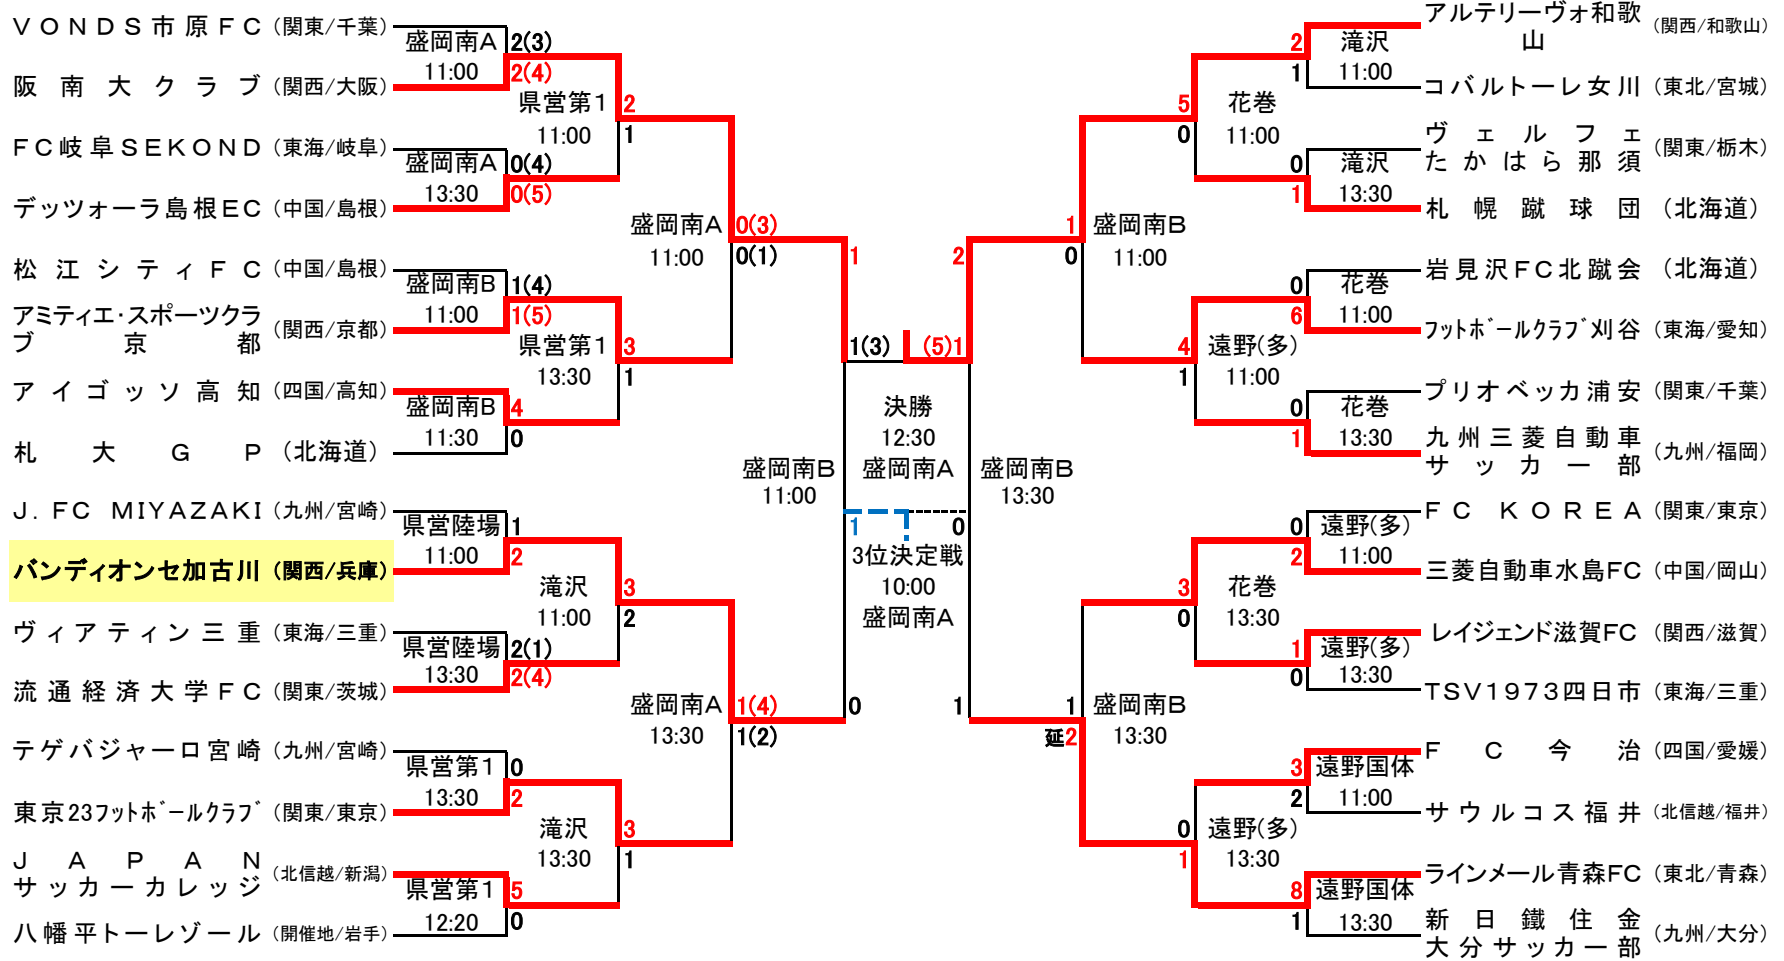 VONDS市原FC（関東/千葉）
盛岡南A
2(3)
11:00
2(4)
阪南大クラブ（関西/大阪）
県営第1
2
11:00
1
FC岐阜SEKOND（東海/岐阜）
盛岡南A
0(4)
13:30
0(5)
デッツォーラ島根EC（中国/島根）
盛岡南A
0(3)
11:00
0(1)
松江シティFC（中国/島根）
盛岡南B
1(4)
11:00
1(5)
アミティエ・スポーツクラ
ブ京都
（関西/京都）
県営第1
3
13:30
1
アイゴッソ高知（四国/高知）
盛岡南B
4
11:30
0
札大GP（北海道）
1
盛岡南B
11:00
0
J. FC MIYAZAKI（九州/宮崎）
県営陸場
1
11:00
2
バンディオンセ加古川（関西/兵庫）
滝沢
3
11:00
2
ヴィアティン三重（東海/三重）
県営陸場
2(1)
13:30
2(4)
流通経済大学FC（関東/茨城）
盛岡南A
1(4)
13:30
1(2)
テゲバジャーロ宮崎（九州/宮崎）
県営第1
0
13:30
2
東京23フットボールクラブ（関東/東京）
滝沢
3
13:30
1
JAPAN
サッカーカレッジ
（北信越/新潟）
県営第1
5
12:20
0
八幡平トーレゾール（開催地/岩手）
1(3)
(5)1
決勝
12:30
盛岡南A
1
0
3位決定戦
10:00
盛岡南A
アルテリーヴォ和歌
山
（関西/和歌山）
2
滝沢
1
11:00
コバルトーレ女川（東北/宮城）
5
花巻
0
11:00
ヴェルフェ
たかはら那須
（関東/栃木）
0
滝沢
1
13:30
札幌蹴球団（北海道）
1
盛岡南B
0
11:00
岩見沢FC北蹴会（北海道）
0
花巻
6
11:00
フットボールクラブ刈谷（東海/愛知）
4
遠野(多)
1
11:00
プリオベッカ浦安（関東/千葉）
0
花巻
1
13:30
九州三菱自動車
サッカー部
（九州/福岡）
2
盛岡南B
13:30
1
FC KOREA（関東/東京）
0
遠野(多)
2
11:00
三菱自動車水島FC（中国/岡山）
3
花巻
0
13:30
レイジェンド滋賀FC（関西/滋賀）
1
遠野(多)
0
13:30
TSV1973四日市（東海/三重）
1
盛岡南B
延2
13:30
FC今治（四国/愛媛）
3
遠野国体
2
11:00
サウルコス福井（北信越/福井）
0
遠野(多)
1
13:30
ラインメール青森FC（東北/青森）
8
遠野国体
1
13:30
新日鐵住金
大分サッカー部
（九州/大分）